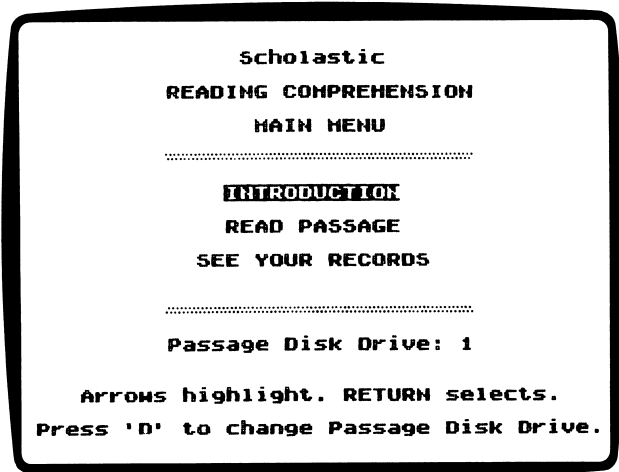 Scholastic
READING COMPREHENSION
MAIN MENU
INTRODUCTION
READ PASSAGE
SEE YOUR RECORDS
Passage Disk Drive: 1
Arrows highlight. RETURN selects.
Press 'D' to change Passage Disk Drive.